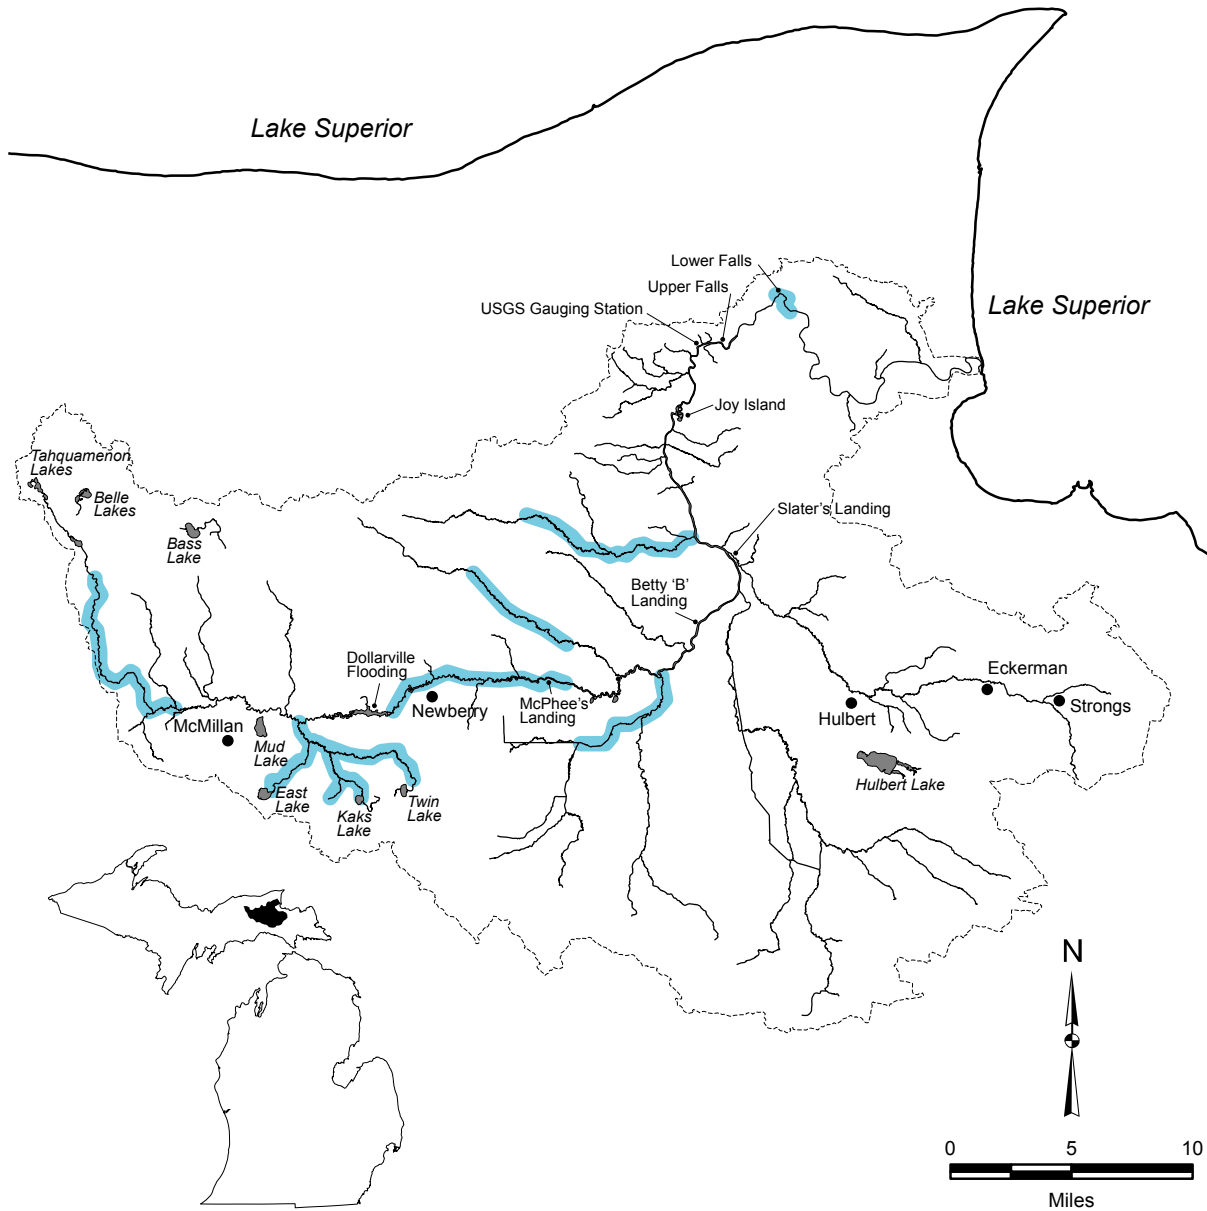 Lake Superior
Lower Falls
Upper Falls
USGS Gauging Station
Lake Superior
Joy Island
Tahquamenon
Lakes
Belle
Lakes
Bass
Lake
Slater's Landing
Betty ‘B’
Landing
Dollarville
Flooding
Newberry
McPhee's
Landing
McMillan
Mud
Lake
East
Lake
Kaks
Lake
Twin
Lake
Eckerman
Strongs
Hulbert
Hulbert Lake
N
0 5 10
Miles